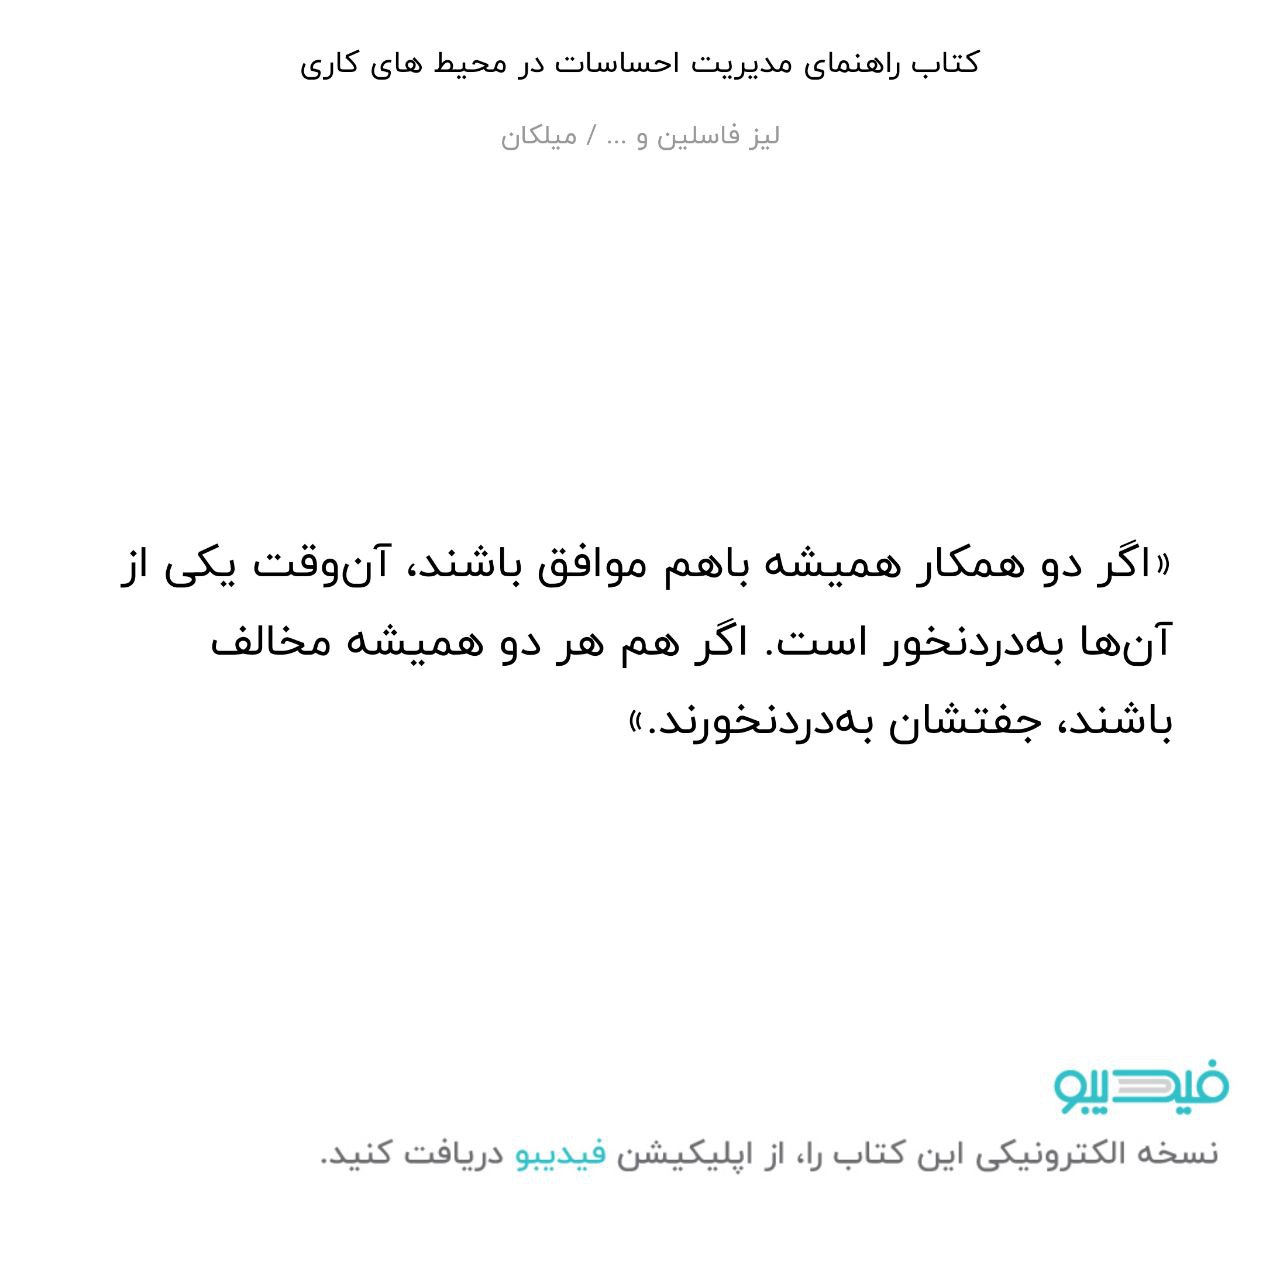 کتاب راهنمای مدیریت احساسات در محیط های کاری
لیز فاسلین و ... / میلکان
«اگر دو همکار همیشه باهم موافق باشند، آن‌وقت یکی از
آن‌ها به‌دردنخور است. اگر هم هر دو همیشه مخالف
باشند، جفتشان به‌دردنخورند.»
فیدیبو
نسخه الکترونیکی این کتاب را، از اپلیکیشن فیدیبو دریافت کنید.